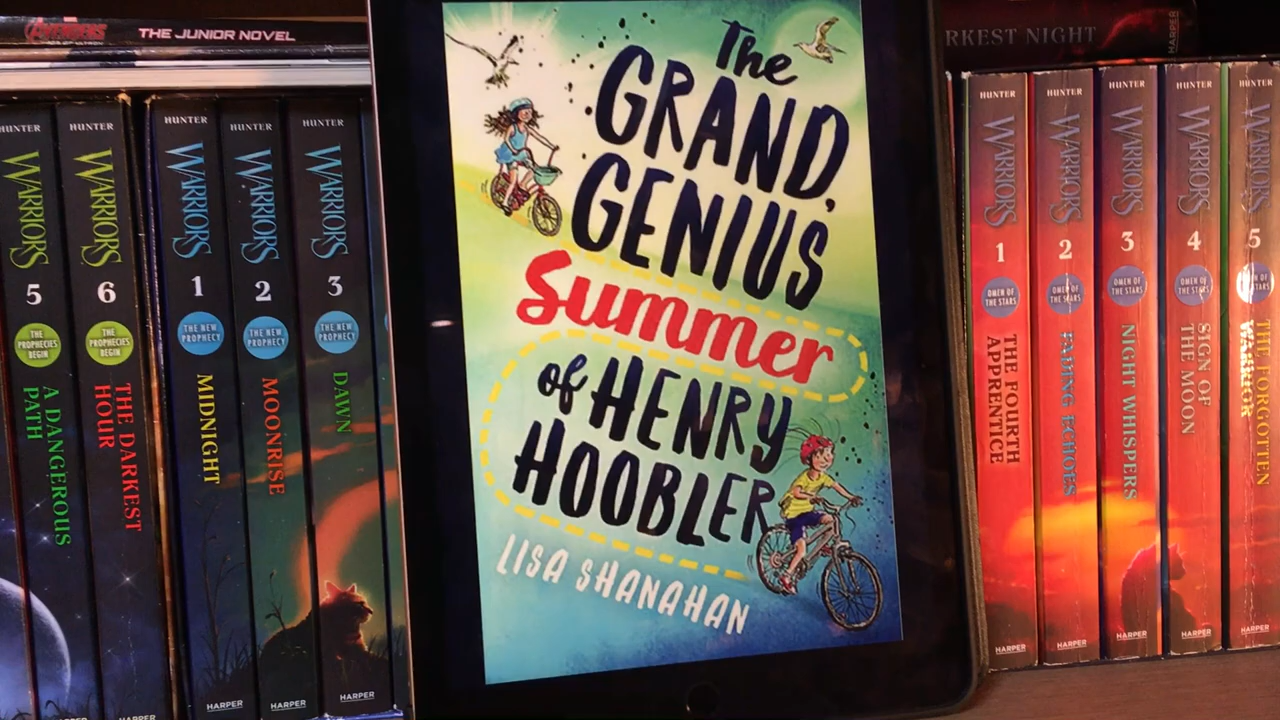 AVENGERS
THE JUNIOR NOVEL
HUNTER
WARRIORS
5
THE PROPHECIES BEGIN
A DANGEROUS
PATH
HUNTER
WARRIORS
6
THE PROPHECIES BEGIN
THE DARKEST
HOUR
HARPER
HUNTER
WARRIORS
1
THE NEW PROPHECY
MIDNIGHT
HARPER
HUNTER
WARRIORS
2
THE NEW PROPHECY
MOONRISE
HARPER
HUNTER
WARRIORS
3
THE NEW PROPHECY
DAWN
HARPER
The
GRAND,
GENIUS
Summer
of HENRY
HOOBLER
LISA SHANAHAN
RKEST NIGHT
HARPER
HUNTER
WARRIORS
1
OMEN OF THE STARS
THE FOURTH
APPRENTICE
HARPER
HUNTER
WARRIORS
2
OMEN OF THE STARS
FADING ECHOES
HARPER
HUNTER
WARRIORS
3
OMEN OF THE STARS
NIGHT WHISPERS
HARPER
HUNTER
WARRIORS
4
OMEN OF THE STARS
SIGN OF
THE MOON
HARPER
HUNTER
WARRIORS
5
OMEN OF THE STARS
THE FORGOTTEN
WARRIOR
HARPER